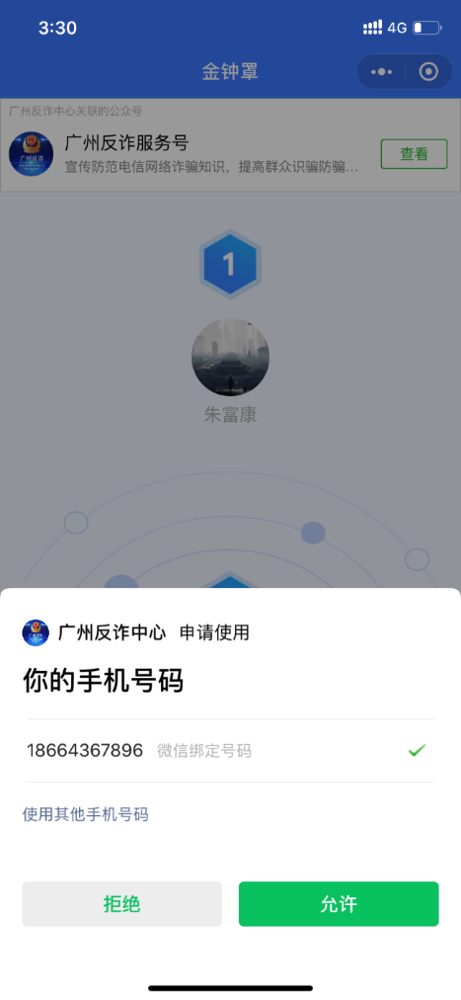 3:30
4G
金钟罩
广州反诈中心关联的公众号
广州反诈服务号
宣传防范电信网络诈骗知识，提高群众识骗防骗...
查看
1
朱富康
广州反诈中心 申请使用
你的手机号码
18664367896 微信绑定号码
使用其他手机号码
拒绝
允许